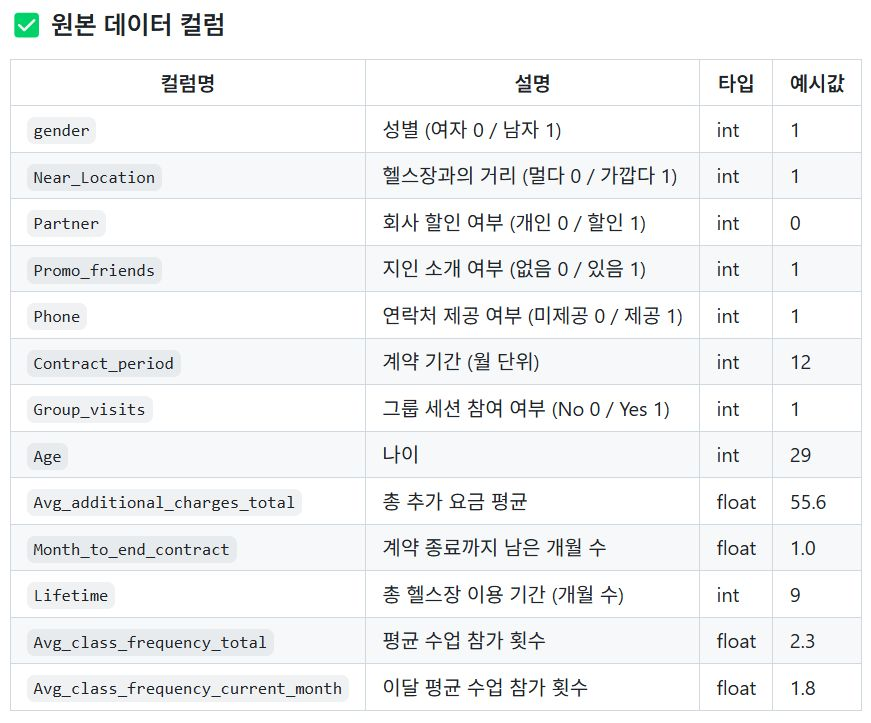 ✅ 원본 데이터 컬럼
컬럼명 설명 타입 예시값
gender 성별 (여자 0 / 남자 1) int 1
Near_Location 헬스장과의 거리 (멀다 0 / 가깝다 1) int 1
Partner 회사 할인 여부 (개인 0 / 할인 1) int 0
Promo_friends 지인 소개 여부 (없음 0 / 있음 1) int 1
Phone 연락처 제공 여부 (미제공 0 / 제공 1) int 1
Contract_period 계약 기간 (월 단위) int 12
Group_visits 그룹 세션 참여 여부 (No 0 / Yes 1) int 1
Age 나이 int 29
Avg_additional_charges_total 총 추가 요금 평균 float 55.6
Month_to_end_contract 계약 종료까지 남은 개월 수 float 1.0
Lifetime 총 헬스장 이용 기간 (개월 수) int 9
Avg_class_frequency_total 평균 수업 참가 횟수 float 2.3
Avg_class_frequency_current_month 이달 평균 수업 참가 횟수 float 1.8